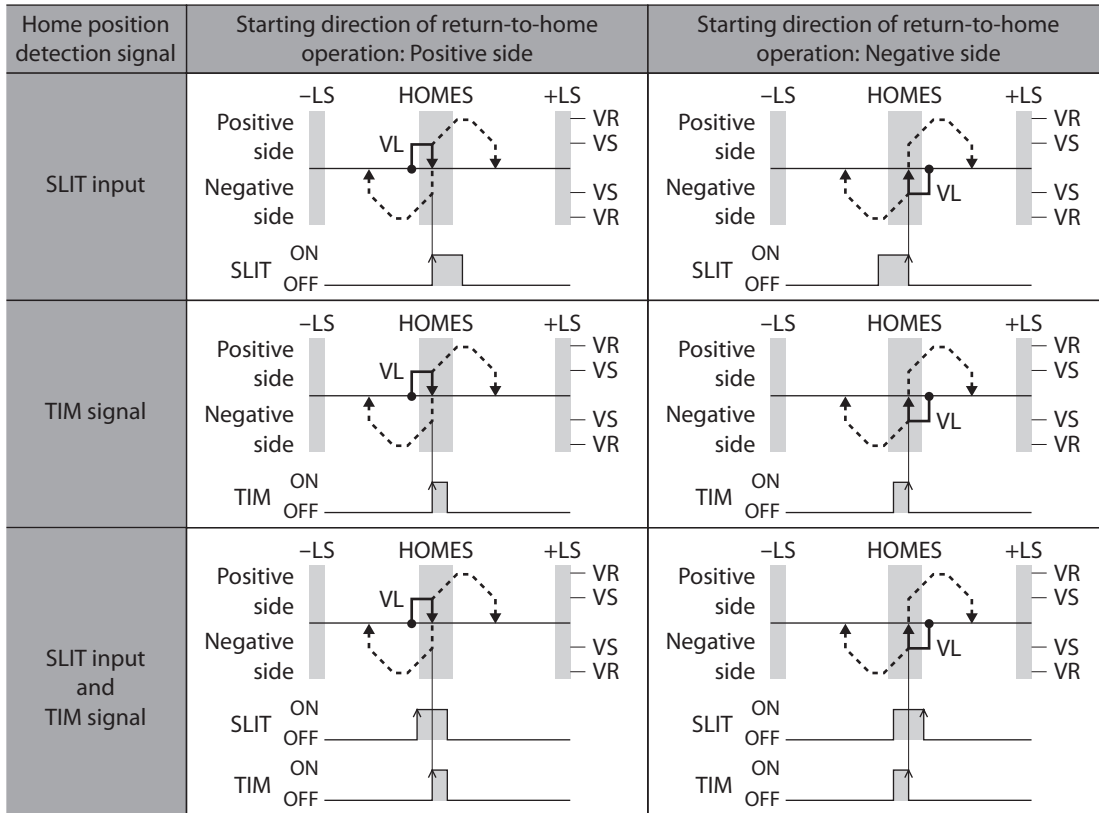 Home position
detection signal
Starting direction of return-to-home
operation: Positive side
Starting direction of return-to-home
operation: Negative side
SLIT input
–LS HOMES +LS
Positive
side
Negative
side
VL
VR
VS
VS
VR
SLIT
ON
OFF
–LS HOMES +LS
Positive
side
Negative
side
VL
VR
VS
VS
VR
SLIT
ON
OFF
TIM signal
–LS HOMES +LS
Positive
side
Negative
side
VL
VR
VS
VS
VR
TIM
ON
OFF
–LS HOMES +LS
Positive
side
Negative
side
VL
VR
VS
VS
VR
TIM
ON
OFF
SLIT input
and
TIM signal
–LS HOMES +LS
Positive
side
Negative
side
VL
VR
VS
VS
VR
SLIT
ON
OFF
TIM
ON
OFF
–LS HOMES +LS
Positive
side
Negative
side
VL
VR
VS
VS
VR
SLIT
ON
OFF
TIM
ON
OFF